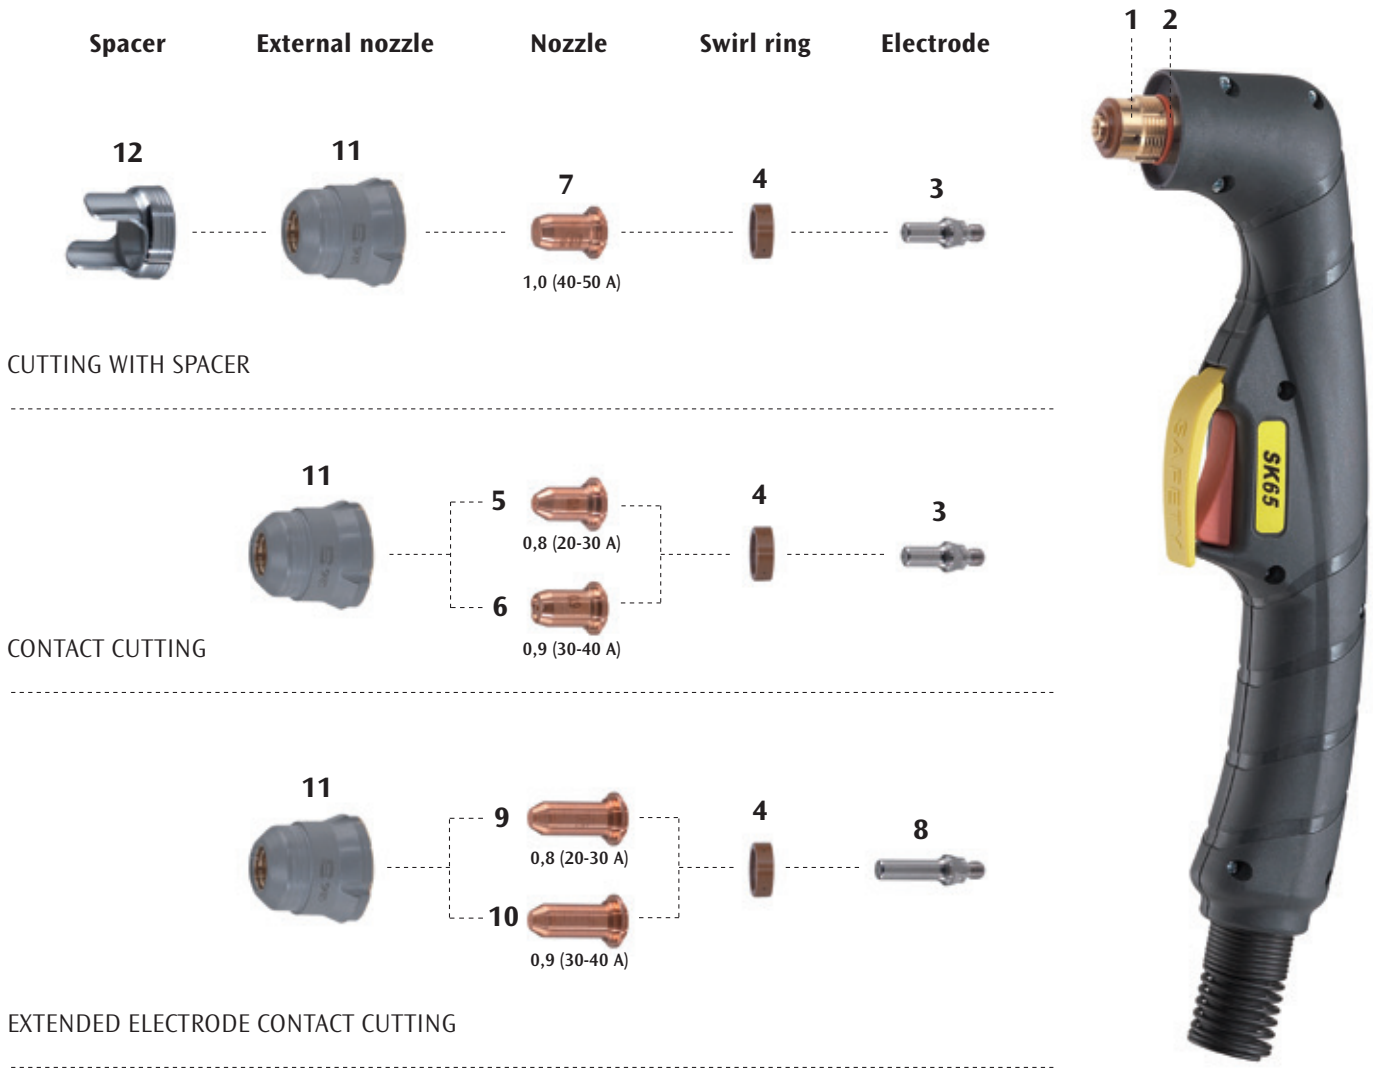 1 2
Spacer External nozzle Nozzle Swirl ring Electrode
12 11 7 4 3
1,0 (40-50 A)
CUTTING WITH SPACER
11 5 4 3
0,8 (20-30 A)
6
0,9 (30-40 A)
CONTACT CUTTING
11 9 4 8
0,8 (20-30 A)
10
0,9 (30-40 A)
EXTENDED ELECTRODE CONTACT CUTTING
SAFETY
SK65